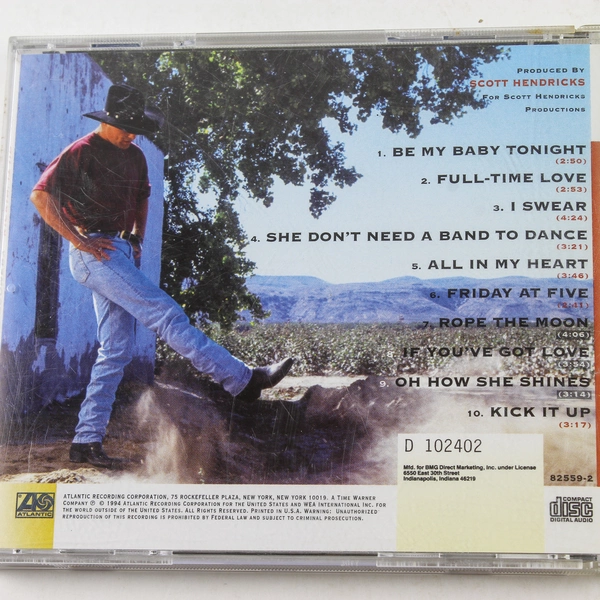 PRODUCED BY
SCOTT HENDRICKS
FOR SCOTT HENDRICKS
PRODUCTIONS
1. BE MY BABY TONIGHT
(2:50)
2. FULL-TIME LOVE
(2:53)
3. I SWEAR
(4:24)
4. SHE DON'T NEED A BAND TO DANCE
(3:21)
5. ALL IN MY HEART
(3:46)
6. FRIDAY AT FIVE
(2:41)
7. ROPE THE MOON
(4:06)
8. IF YOU'VE GOT LOVE
(3:54)
9. OH HOW SHE SHINES
(3:14)
10. KICK IT UP
(3:17)
D 102402
Mfd. for BMG Direct Marketing, Inc. under License
6550 East 30th Street
Indianapolis, Indiana 46219
82559-2
ATLANTIC
ATLANTIC RECORDING CORPORATION, 75 ROCKEFELLER PLAZA, NEW YORK, NEW YORK 10019. A TIME WARNER
COMPANY ℗ © 1994 ATLANTIC RECORDING CORPORATION FOR THE UNITED STATES AND WEA INTERNATIONAL INC. FOR
THE WORLD OUTSIDE OF THE UNITED STATES. ALL RIGHTS RESERVED. PRINTED IN U.S.A. WARNING: UNAUTHORIZED
REPRODUCTION OF THIS RECORDING IS PROHIBITED BY FEDERAL LAW AND SUBJECT TO CRIMINAL PROSECUTION.
COMPACT
disc
DIGITAL AUDIO